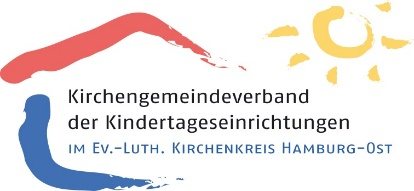 Kirchengemeindeverband
der Kindertageseinrichtungen
IM EV.-LUTH. KIRCHENKREIS HAMBURG-OST